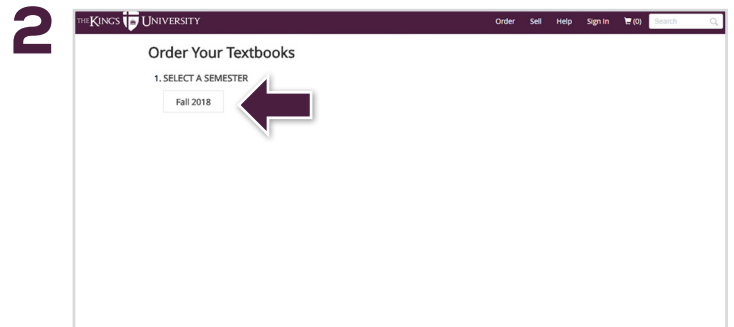 2
THE KING'S UNIVERSITY Order Sell Help Sign In (0) Search
Order Your Textbooks
1. SELECT A SEMESTER
Fall 2018